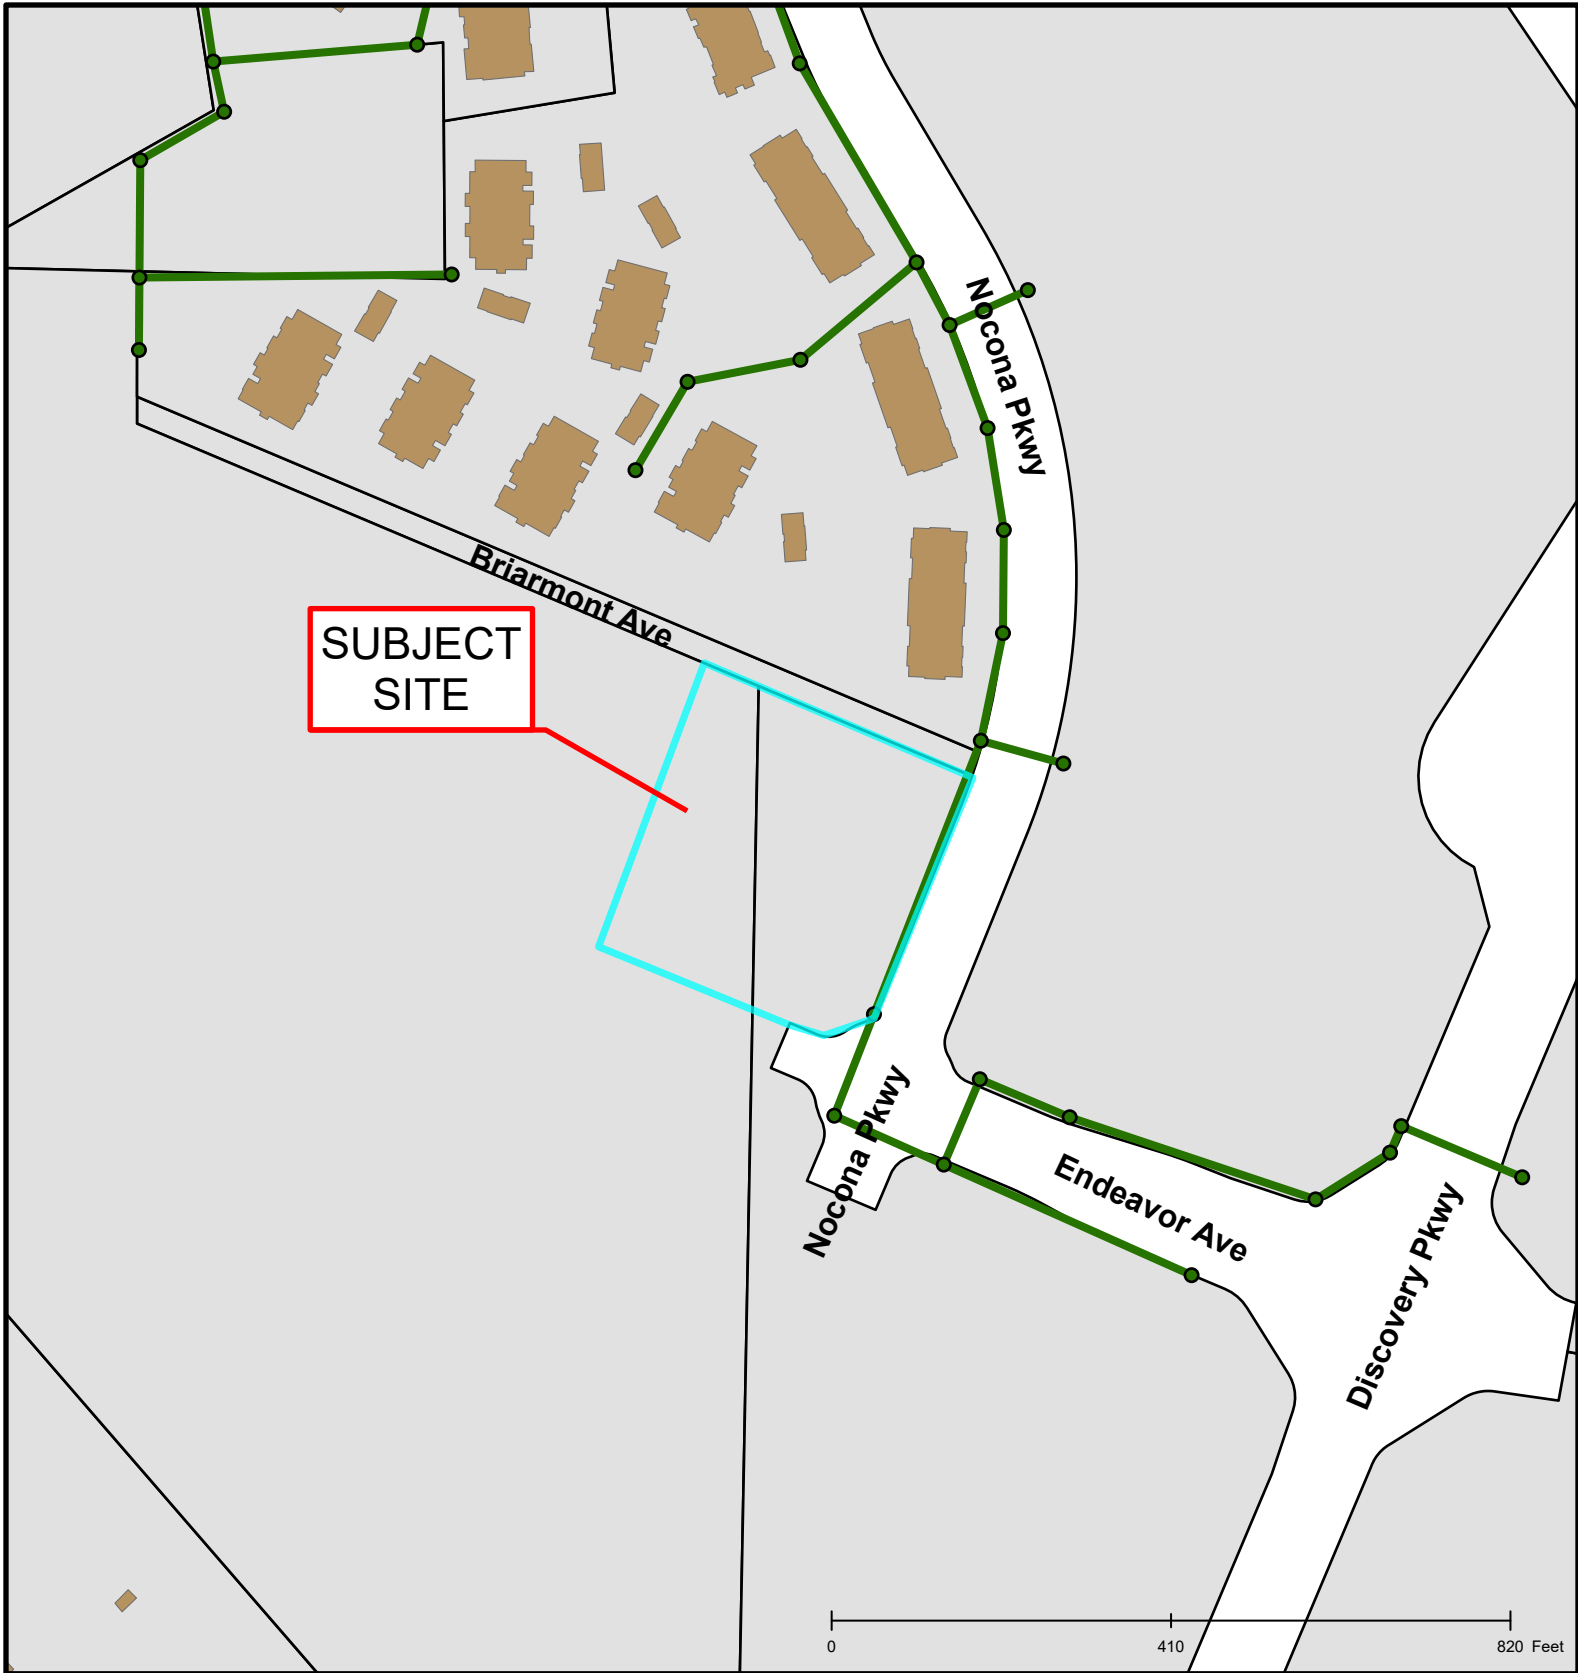 Nocona Pkwy
Briarmont Ave
SUBJECT
SITE
Nocona Pkwy
Endeavor Ave
Discovery Pkwy
0 410 820 Feet